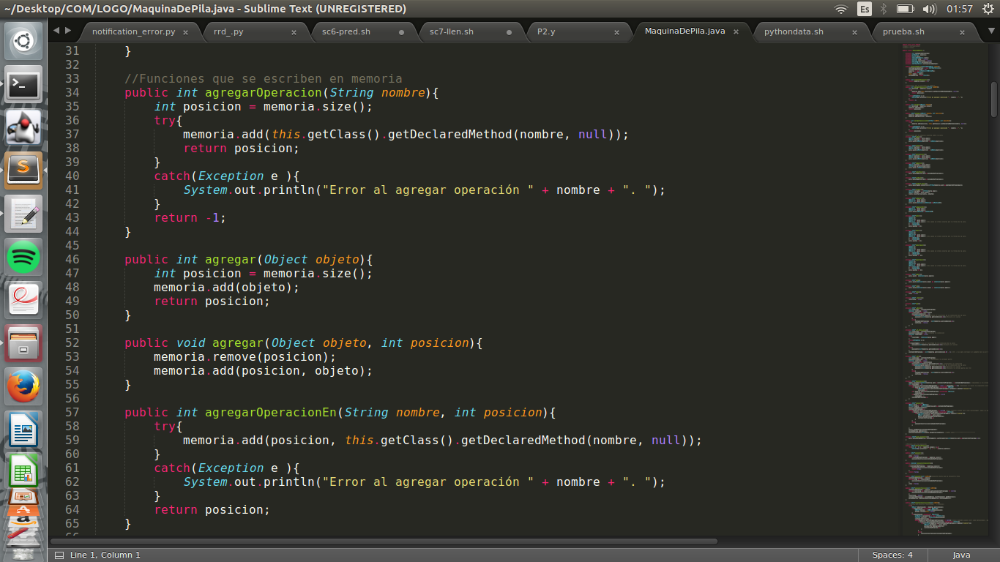 ~/Desktop/COM/LOGO/MaquinaDePila.java - Sublime Text (UNREGISTERED)
Es
01:57
notification_error.py × rrd_.py × sc6-pred.sh sc7-llen.sh P2.y × MaquinaDePila.java × pythondata.sh × prueba.sh ×
31 }
32
33 //Funciones que se escriben en memoria
34 public int agregarOperacion(String nombre){
35 int posicion = memoria.size();
36 try{
37 memoria.add(this.getClass().getDeclaredMethod(nombre, null));
38 return posicion;
39 }
40 catch(Exception e ){
41 System.out.println("Error al agregar operación " + nombre + ". ");
42 }
43 return -1;
44 }
45
46 public int agregar(Object objeto){
47 int posicion = memoria.size();
48 memoria.add(objeto);
49 return posicion;
50 }
51
52 public void agregar(Object objeto, int posicion){
53 memoria.remove(posicion);
54 memoria.add(posicion, objeto);
55 }
56
57 public int agregarOperacionEn(String nombre, int posicion){
58 try{
59 memoria.add(posicion, this.getClass().getDeclaredMethod(nombre, null));
60 }
61 catch(Exception e ){
62 System.out.println("Error al agregar operación " + nombre + ". ");
63 }
64 return posicion;
65 }
Line 1, Column 1
Spaces: 4
Java